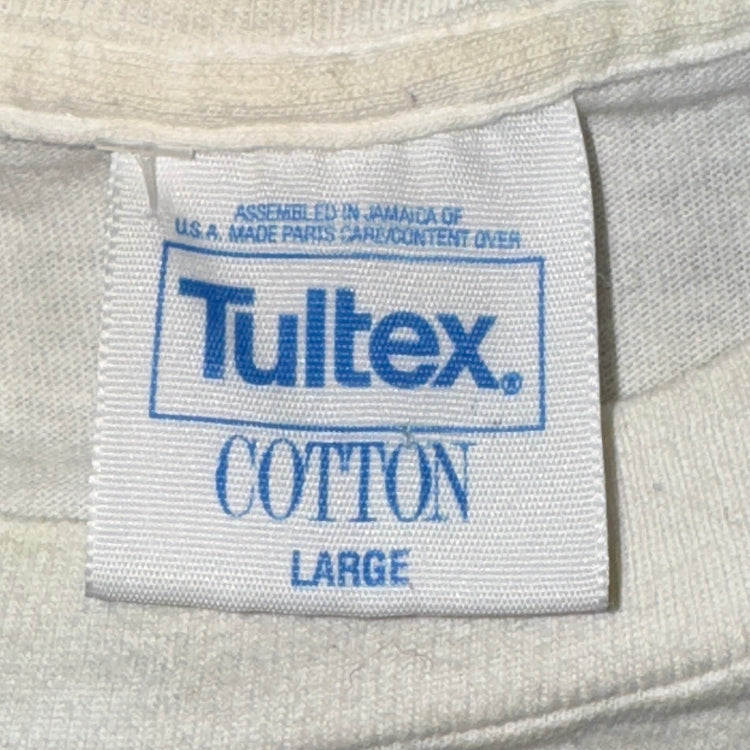 ASSEMBLED IN JAMAICA OF
U.S.A. MADE PARTS CARE/CONTENT OVER
Tultex®
COTTON
LARGE